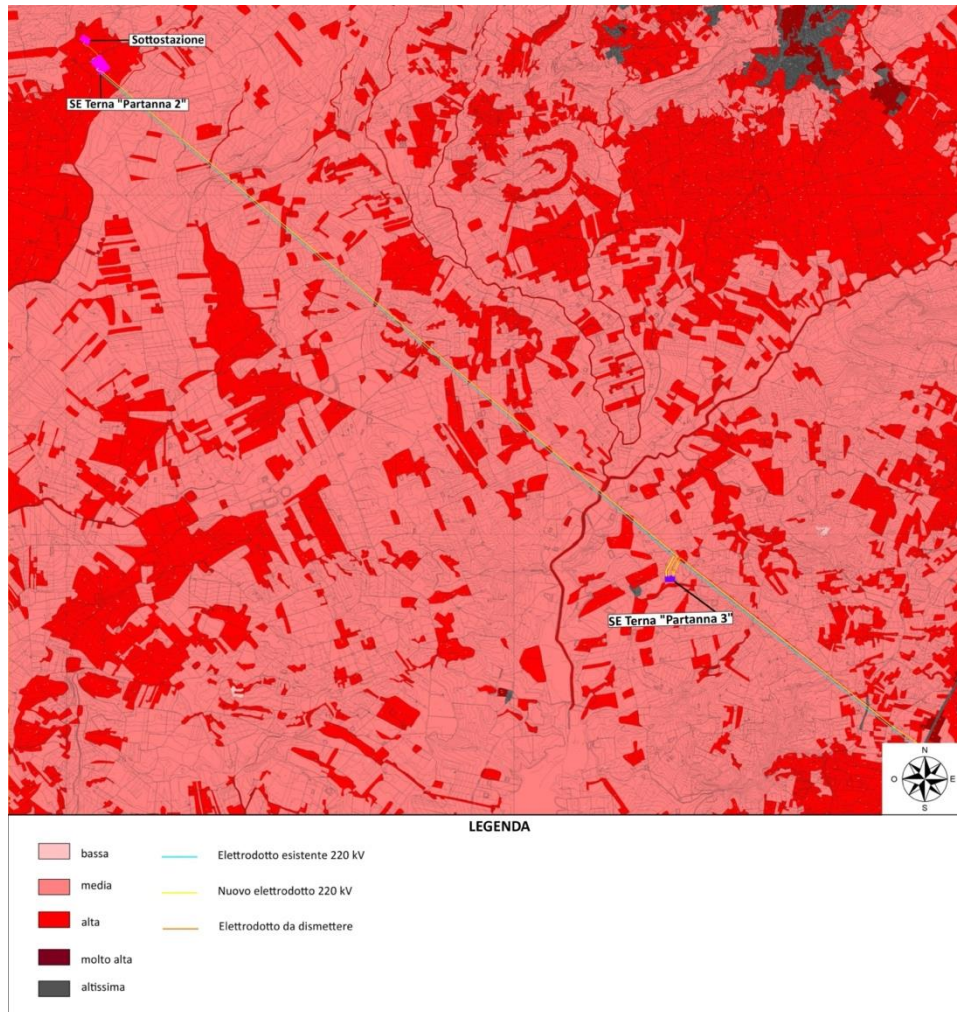 Sottostazione
SE Terna "Partanna 2"
SE Terna "Partanna 3"
N
O
E
S
LEGENDA
bassa
media
alta
molto alta
altissima
Elettrodotto esistente 220 kV
Nuovo elettrodotto 220 kV
Elettrodotto da dismettere